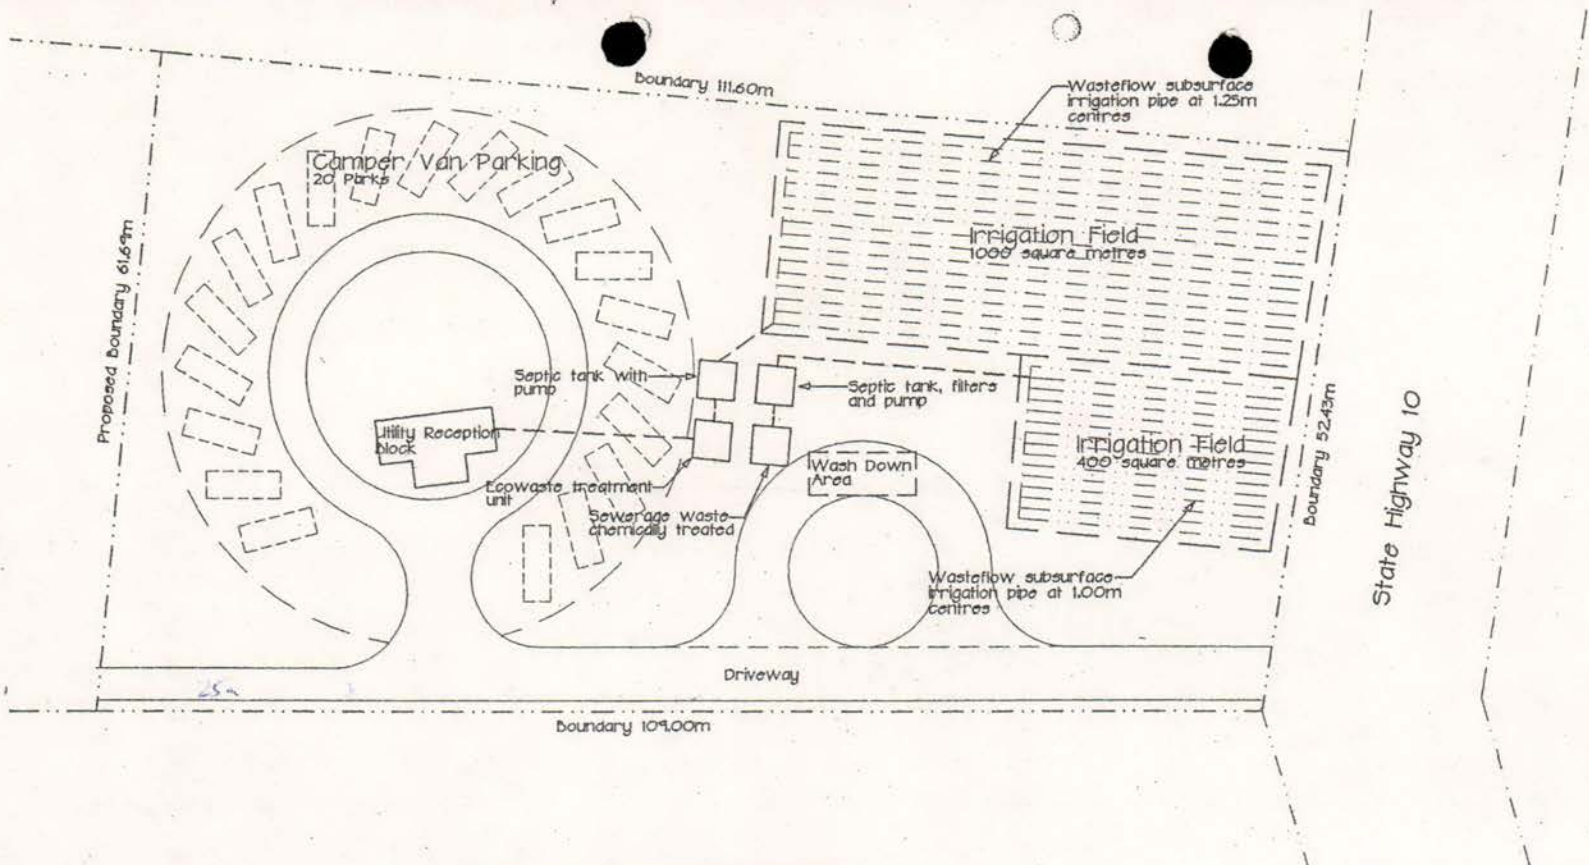 Boundary 111.60m
Wasteflow subsurface
irrigation pipe at 1.25m
centres
Camper Van Parking
20 Parks
Proposed Boundary 61.69m
Irrigation Field
1000 square metres
Septic tank with
pump
Septic tank, filters
and pump
Utility Reception
Block
Irrigation Field
400 square metres
Boundary 52.43m
State Highway 10
Wash Down
Area
Ecowaste treatment
unit
Sewerage waste
chemically treated
Wasteflow subsurface
irrigation pipe at 1.00m
centres
Driveway
Boundary 109.00m